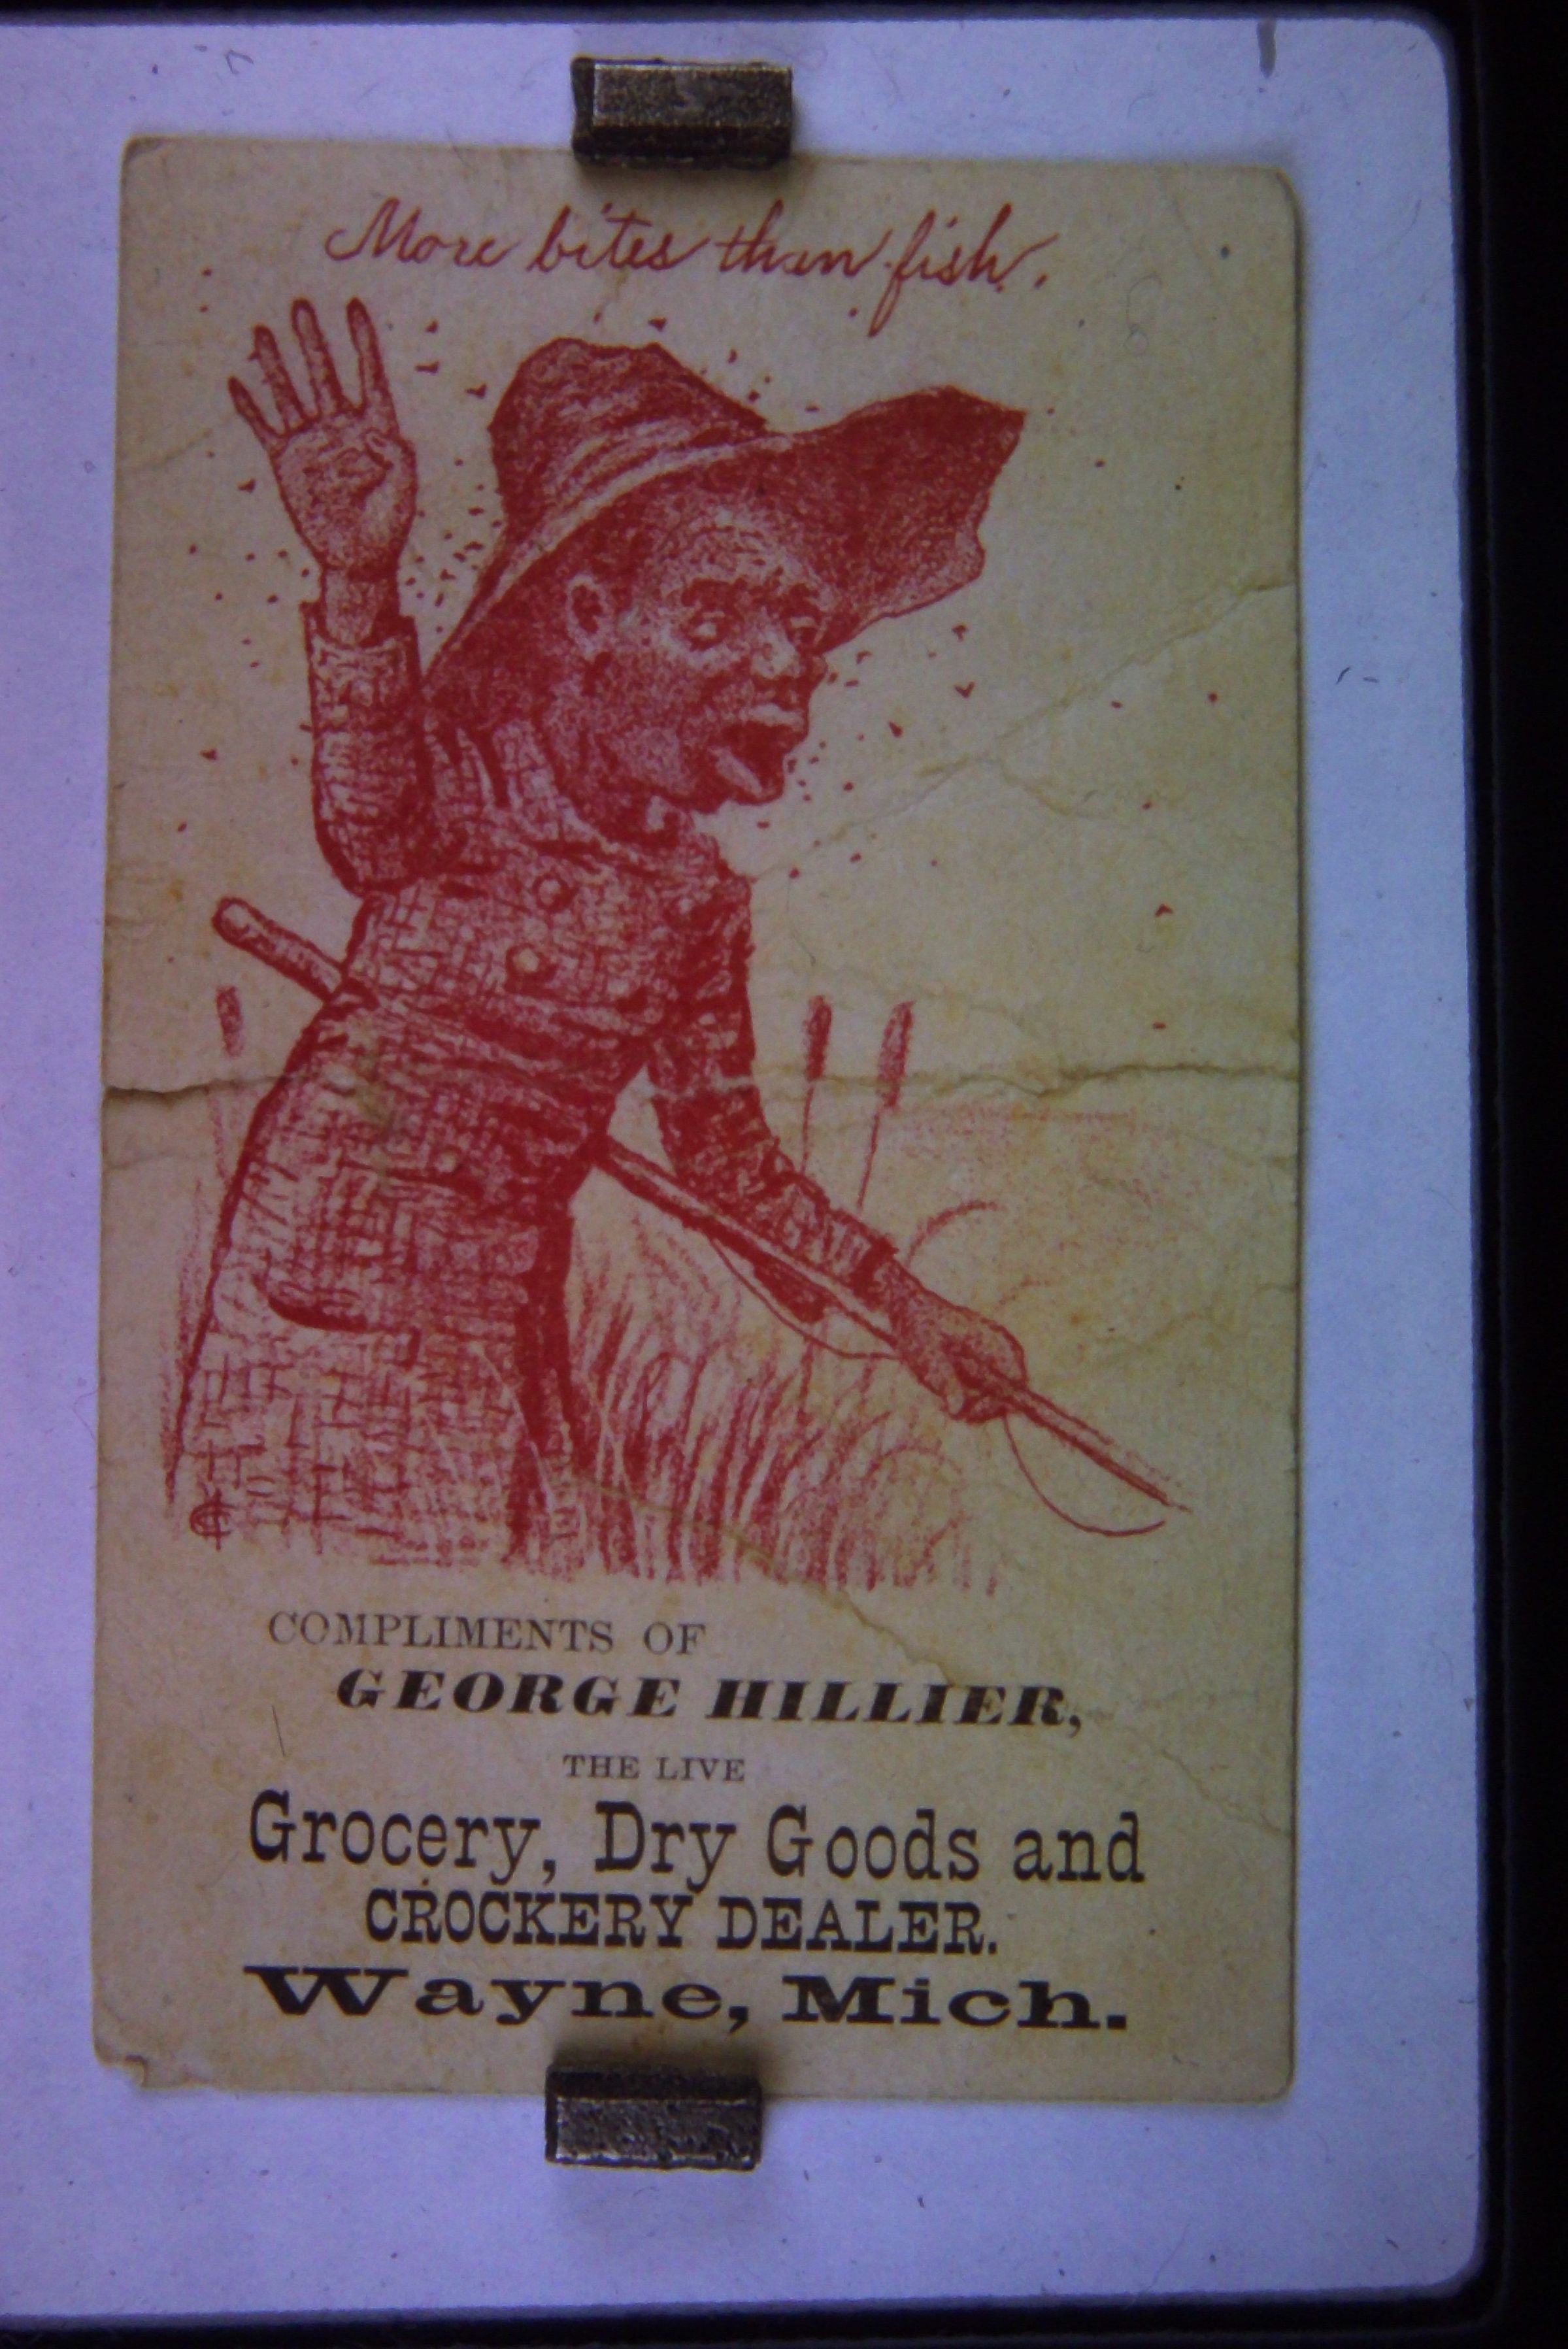 More bites than fish.
COMPLIMENTS OF
GEORGE HILLIER,
THE LIVE
Grocery, Dry Goods and
CROCKERY DEALER.
Wayne, Mich.